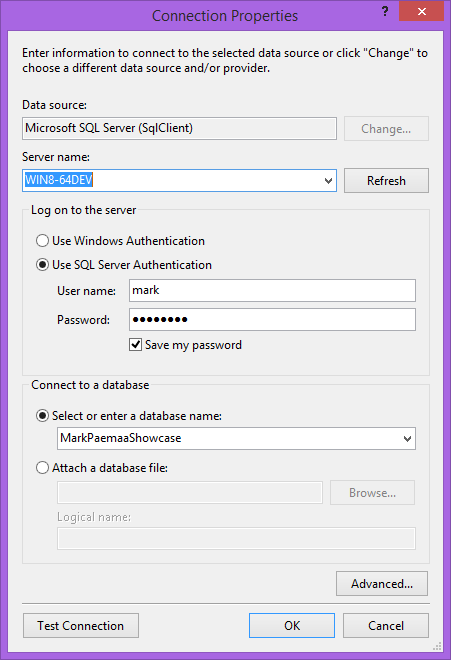 Connection Properties
?
Enter information to connect to the selected data source or click "Change" to
choose a different data source and/or provider.
Data source:
Microsoft SQL Server (SqlClient)
Change...
Server name:
WIN8-64DEV
Refresh
Log on to the server
Use Windows Authentication
Use SQL Server Authentication
User name:
mark
Password:
●●●●●●●●
Save my password
Connect to a database
Select or enter a database name:
MarkPaemaaShowcase
Attach a database file:
Browse...
Logical name:
Advanced...
Test Connection
OK
Cancel